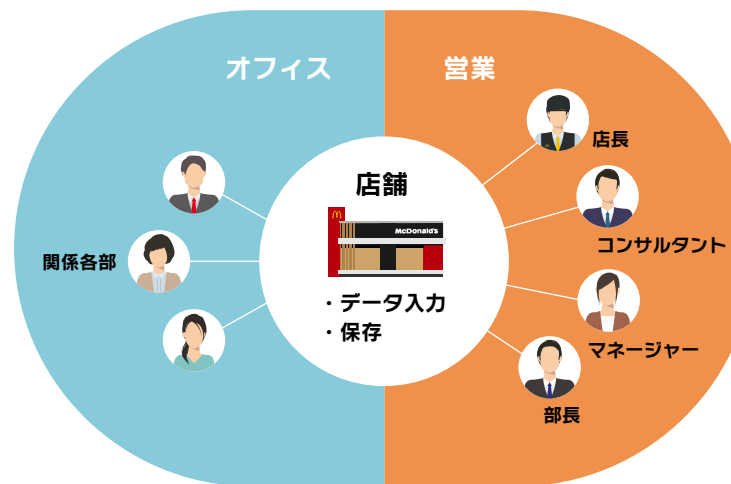 オフィス
営業
店長
店舗
McDonald's
コンサルタント
関係各部
・データ入力
・保存
マネージャー
部長